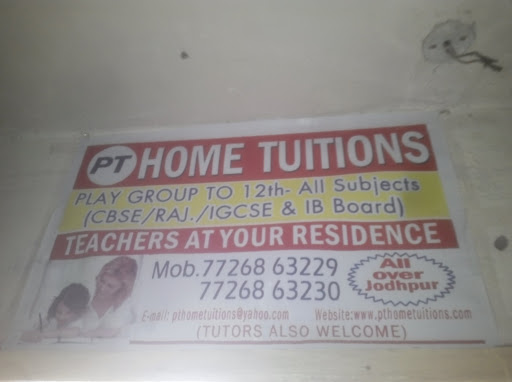 PT HOME TUITIONS
PLAY GROUP TO 12th- All Subjects
(CBSE/RAJ./IGCSE & IB Board)
TEACHERS AT YOUR RESIDENCE
Mob.77268 63229
77268 63230
All
over
Jodhpur
E-mail: pthometuitions@yahoo.com Website:www.pthometuitions.com
(TUTORS ALSO WELCOME)